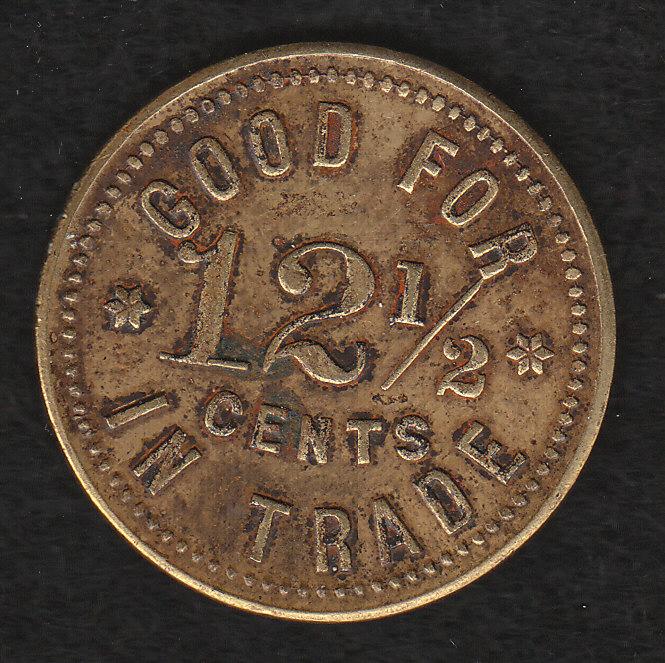 GOOD FOR
12 1/2
CENTS
IN TRADE